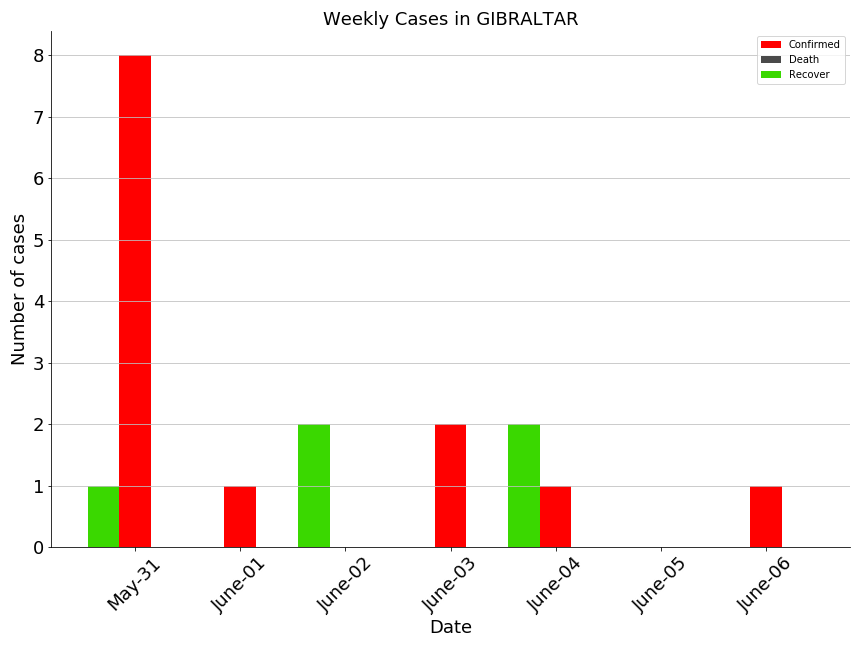 Weekly Cases in GIBRALTAR
Confirmed
Death
Recover
Number of cases
8
7
6
5
4
3
2
1
0
May-31
June-01
June-02
June-03
June-04
June-05
June-06
Date